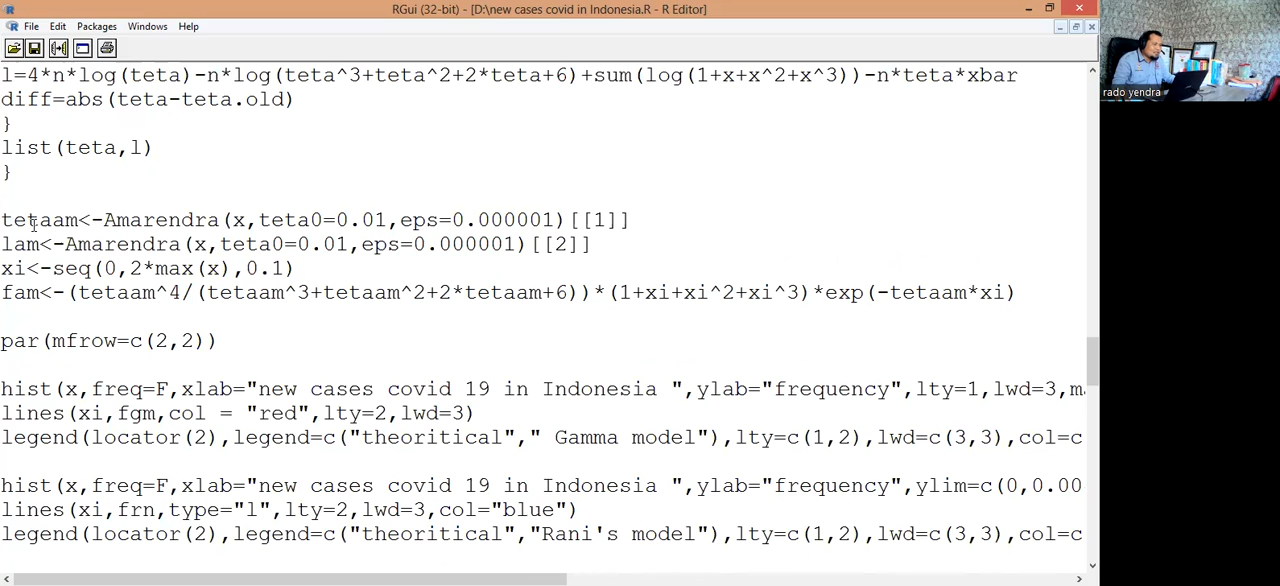 RGui (32-bit) - [D:\new cases covid in Indonesia.R - R Editor]
File Edit Packages Windows Help
l=4*n*log(teta)-n*log(teta^3+teta^2+2*teta+6)+sum(log(1+x+x^2+x^3))-n*teta*xbar
diff=abs(teta-teta.old)
}
list(teta,l)
}
tetaam<-Amarendra(x,teta0=0.01,eps=0.000001)[[1]]
lam<-Amarendra(x,teta0=0.01,eps=0.000001)[[2]]
xi<-seq(0,2*max(x),0.1)
fam<-(tetaam^4/(tetaam^3+tetaam^2+2*tetaam+6))*(1+xi+xi^2+xi^3)*exp(-tetaam*xi)
par(mfrow=c(2,2))
hist(x,freq=F,xlab="new cases covid 19 in Indonesia ",ylab="frequency",lty=1,lwd=3,ma
lines(xi,fgm,col = "red",lty=2,lwd=3)
legend(locator(2),legend=c("theoritical"," Gamma model"),lty=c(1,2),lwd=c(3,3),col=c
hist(x,freq=F,xlab="new cases covid 19 in Indonesia ",ylab="frequency",ylim=c(0,0.00
lines(xi,frn,type="l",lty=2,lwd=3,col="blue")
legend(locator(2),legend=c("theoritical","Rani's model"),lty=c(1,2),lwd=c(3,3),col=c
rado yendra